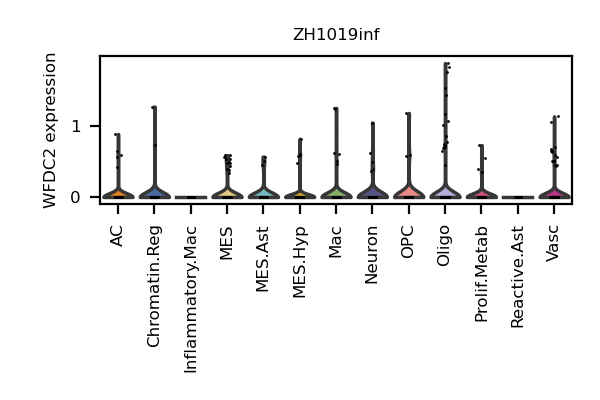 ZH1019inf
WFDC2 expression
1
0
AC
Chromatin.Reg
Inflammatory.Mac
MES
MES.Ast
MES.Hyp
Mac
Neuron
OPC
Oligo
Prolif.Metab
Reactive.Ast
Vasc